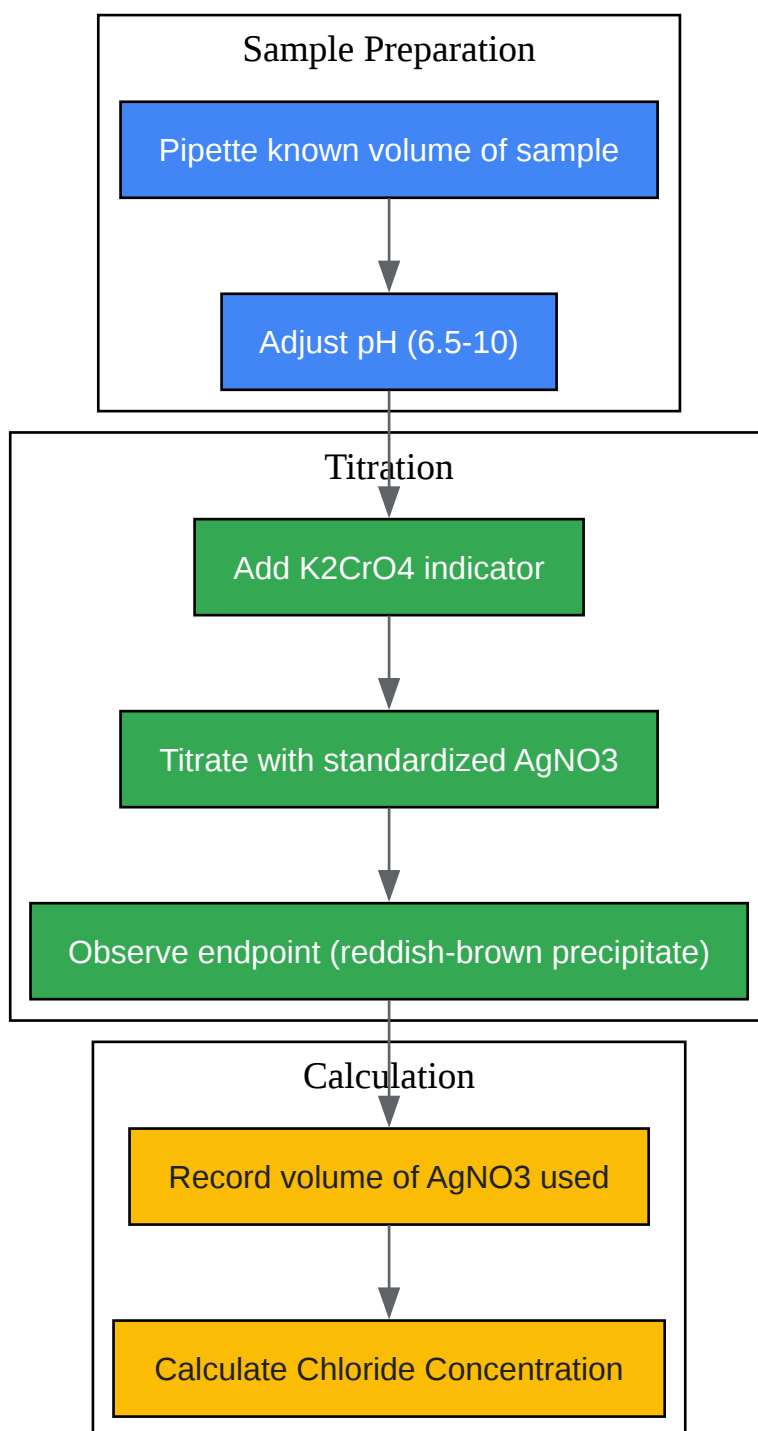 Sample Preparation
Pipette known volume of sample
Adjust pH (6.5-10)
Titration
Add K2CrO4 indicator
Titrate with standardized AgNO3
Observe endpoint (reddish-brown precipitate)
Calculation
Record volume of AgNO3 used
Calculate Chloride Concentration